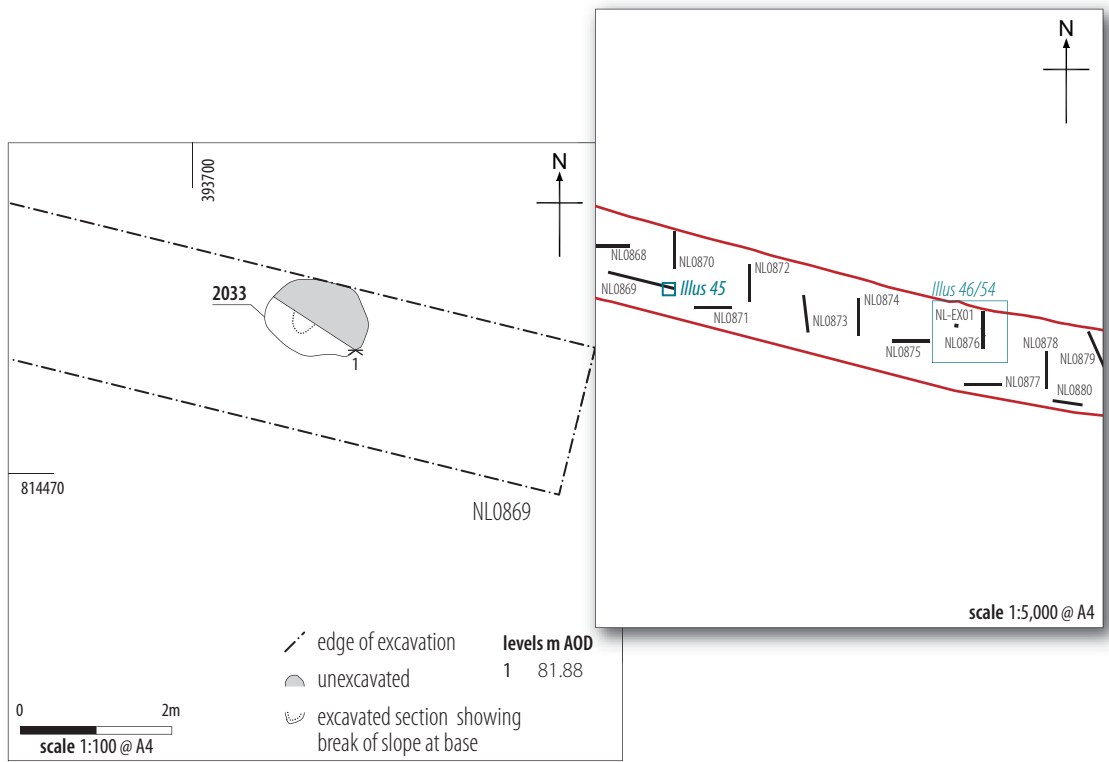 393700
N
2033
1
814470
NL0869
edge of excavation
unexcavated
excavated section showing
break of slope at base
levels m AOD
1 81.88
0 2m
scale 1:100 @ A4
N
NL0868
NL0870
NL0869
Illus 45
NL0872
NL0871
NL0873
NL0874
Illus 46/54
NL-EX01
NL0875
NL0876
NL0878
NL0879
NL0877
NL0880
scale 1:5,000 @ A4